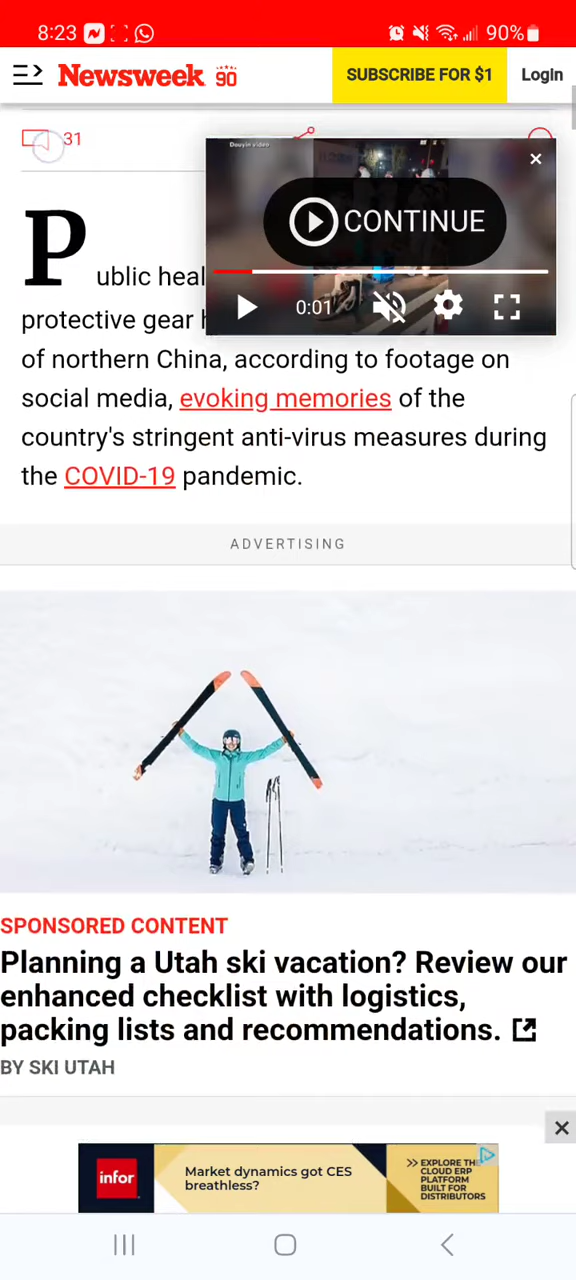 8:23
90%
Newsweek 90
SUBSCRIBE FOR $1
LogIn
31
Douyin video
CONTINUE
0:01
Public heal
protective gear h
of northern China, according to footage on
social media, evoking memories of the
country's stringent anti-virus measures during
the COVID-19 pandemic.
ADVERTISING
SPONSORED CONTENT
Planning a Utah ski vacation? Review our
enhanced checklist with logistics,
packing lists and recommendations.
BY SKI UTAH
infor
Market dynamics got CES
breathless?
>> EXPLORE THE
CLOUD ERP
PLATFORM
BUILT FOR
DISTRIBUTORS